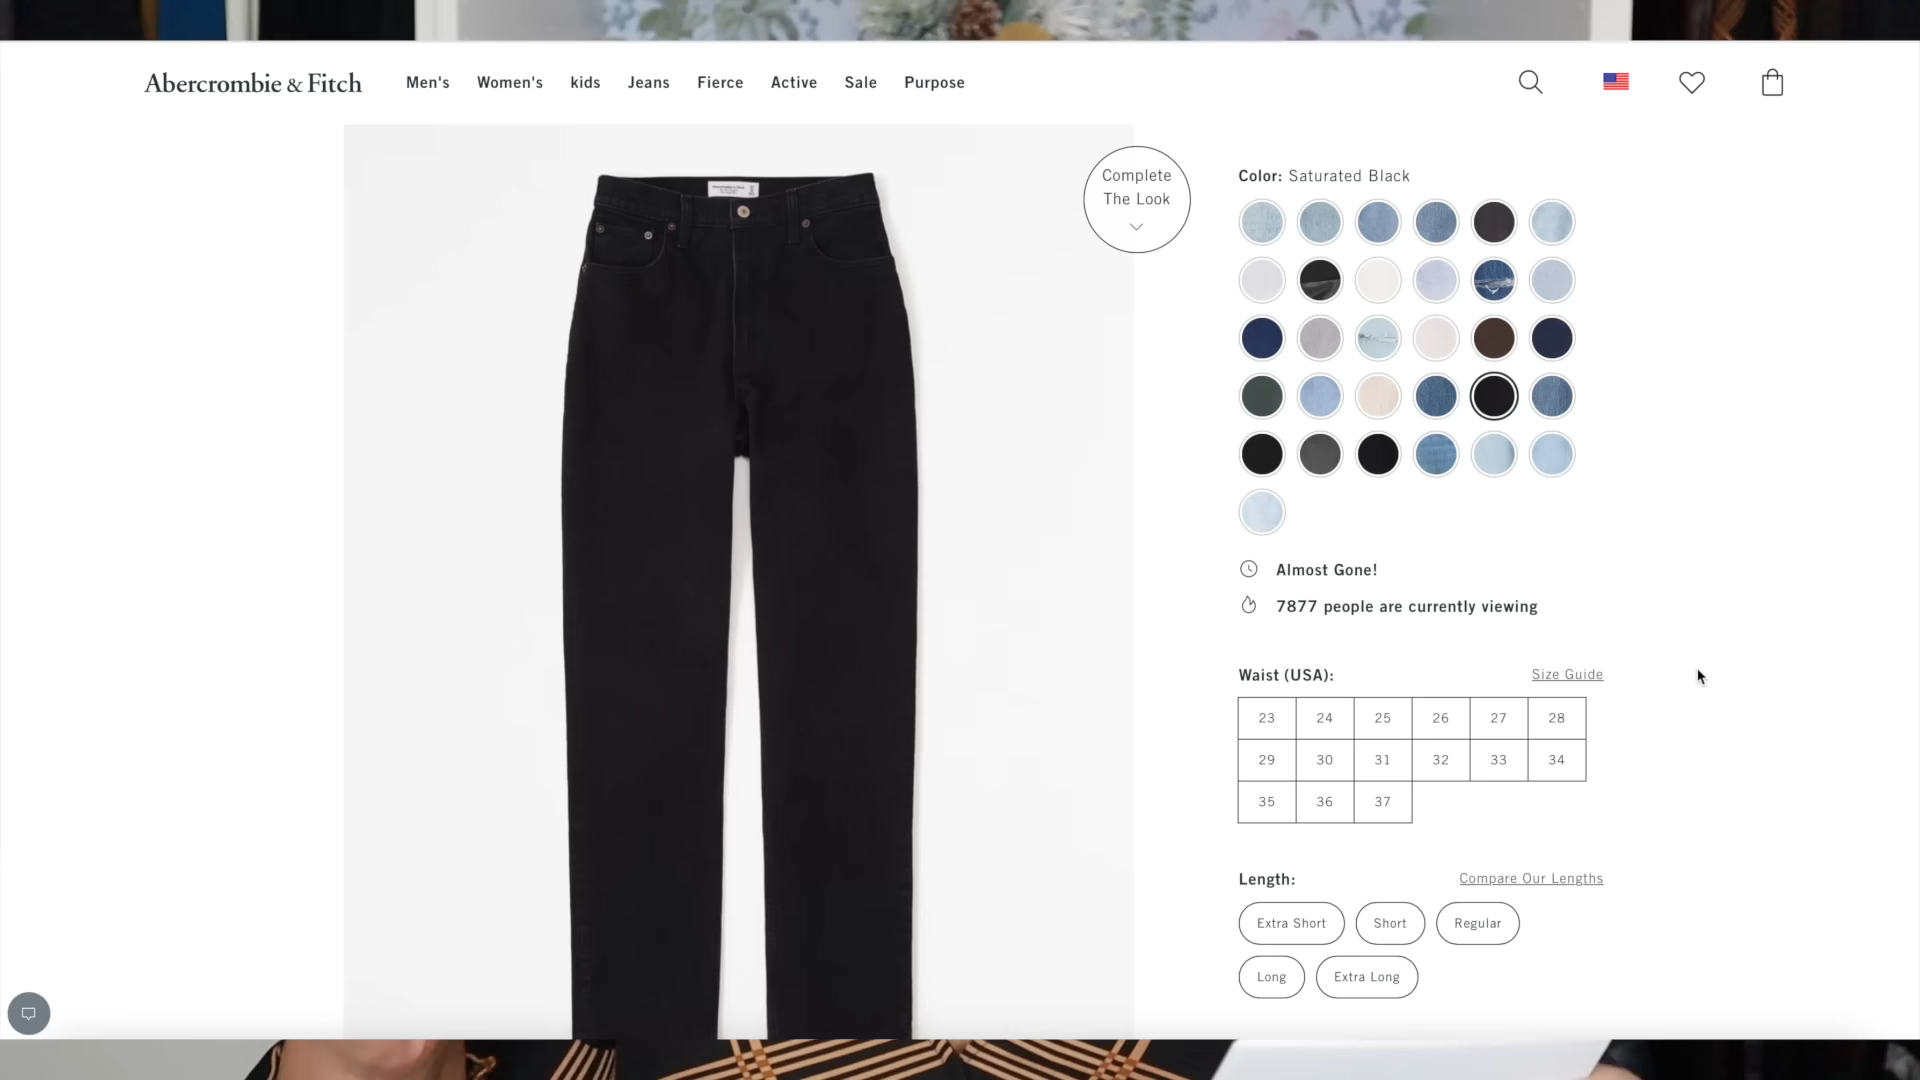 Abercrombie & Fitch
Men's Women's kids Jeans Fierce Active Sale Purpose
Complete
The Look
Color: Saturated Black
Almost Gone!
7877 people are currently viewing
Waist (USA): Size Guide
23 24 25 26 27 28
29 30 31 32 33 34
35 36 37
Length: Compare Our Lengths
Extra Short Short Regular
Long Extra Long